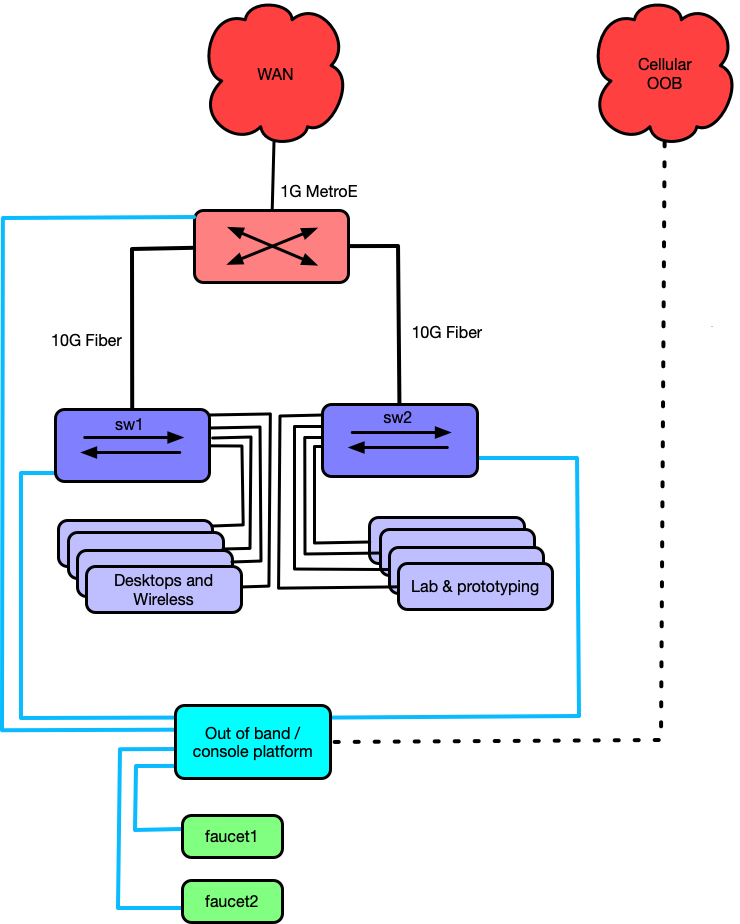 WAN
Cellular
OOB
1G MetroE
10G Fiber
10G Fiber
sw1
sw2
Desktops and
Wireless
Lab & prototyping
Out of band /
console platform
faucet1
faucet2